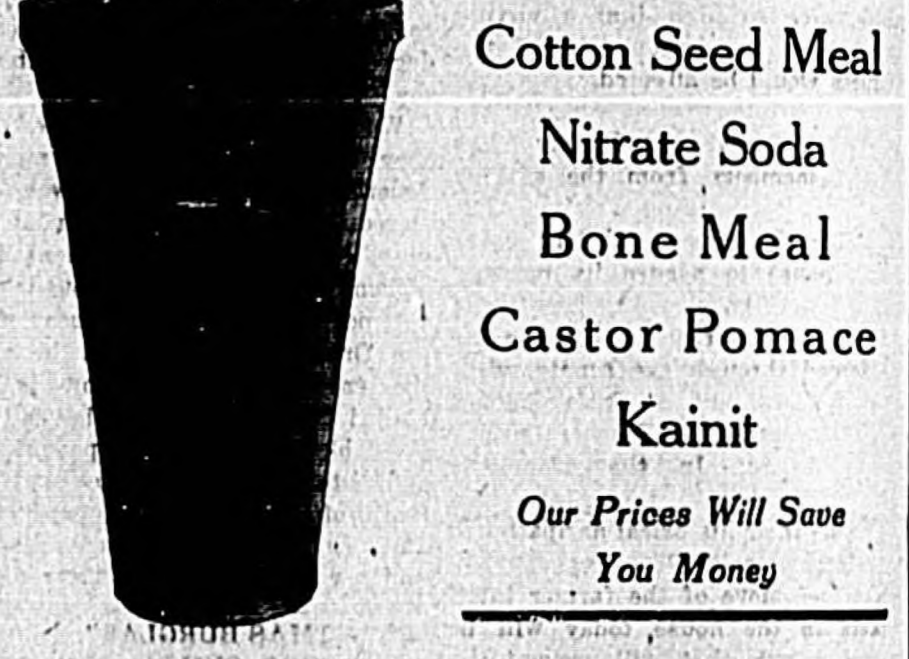 Cotton Seed Meal
Nitrate Soda
Bone Meal
Castor Pomace
Kainit
Our Prices Will Save
You Money